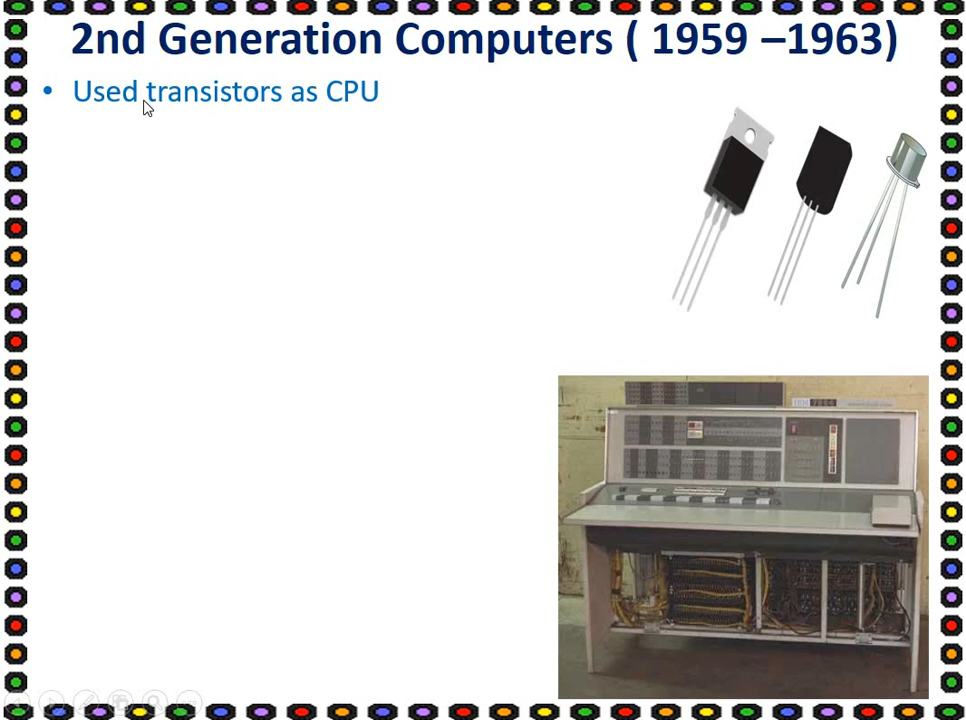 2nd Generation Computers ( 1959 –1963)
• Used transistors as CPU